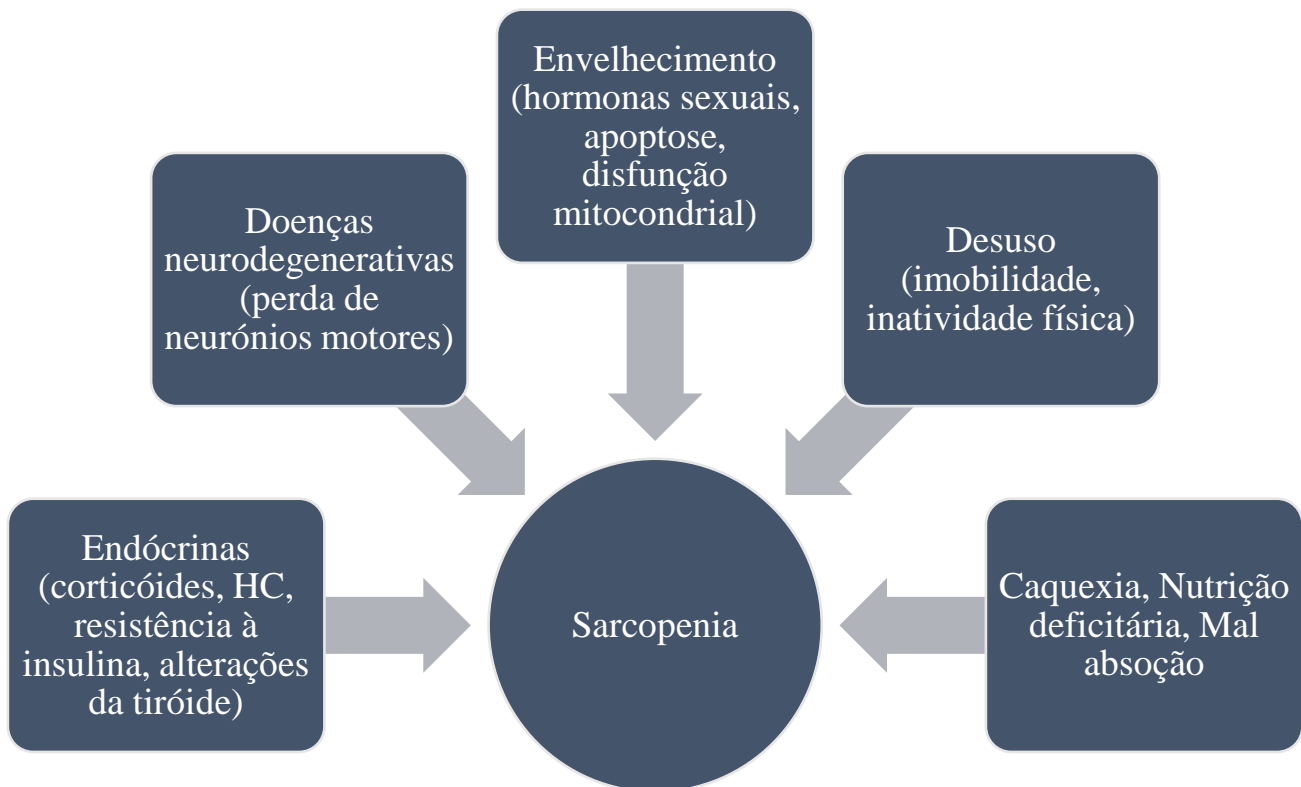 Envelhecimento
(hormonas sexuais,
apoptose,
disfunção
mitocondrial)
Doenças
neurodegenerativas
(perda de
neurónios motores)
Desuso
(imobilidade,
inatividade física)
Endócrinas
(corticóides, HC,
resistência à
insulina, alterações
da tiróide)
Sarcopenia
Caquexia, Nutrição
deficitária, Mal
absoção